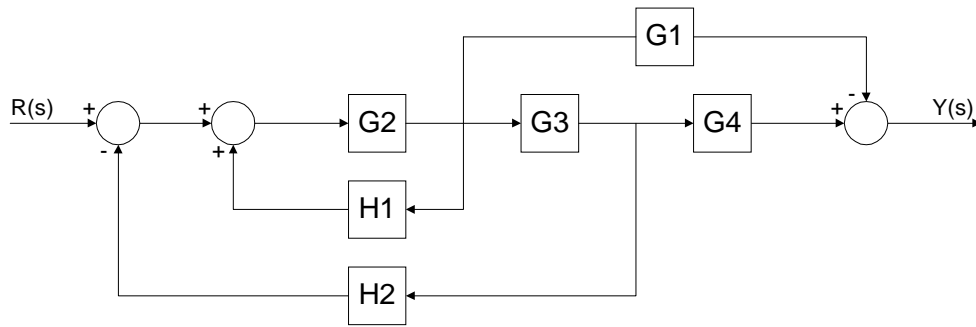 G1
-
R(s)
+
+
+
Y(s)
G2
G3
G4
-
+
H1
H2